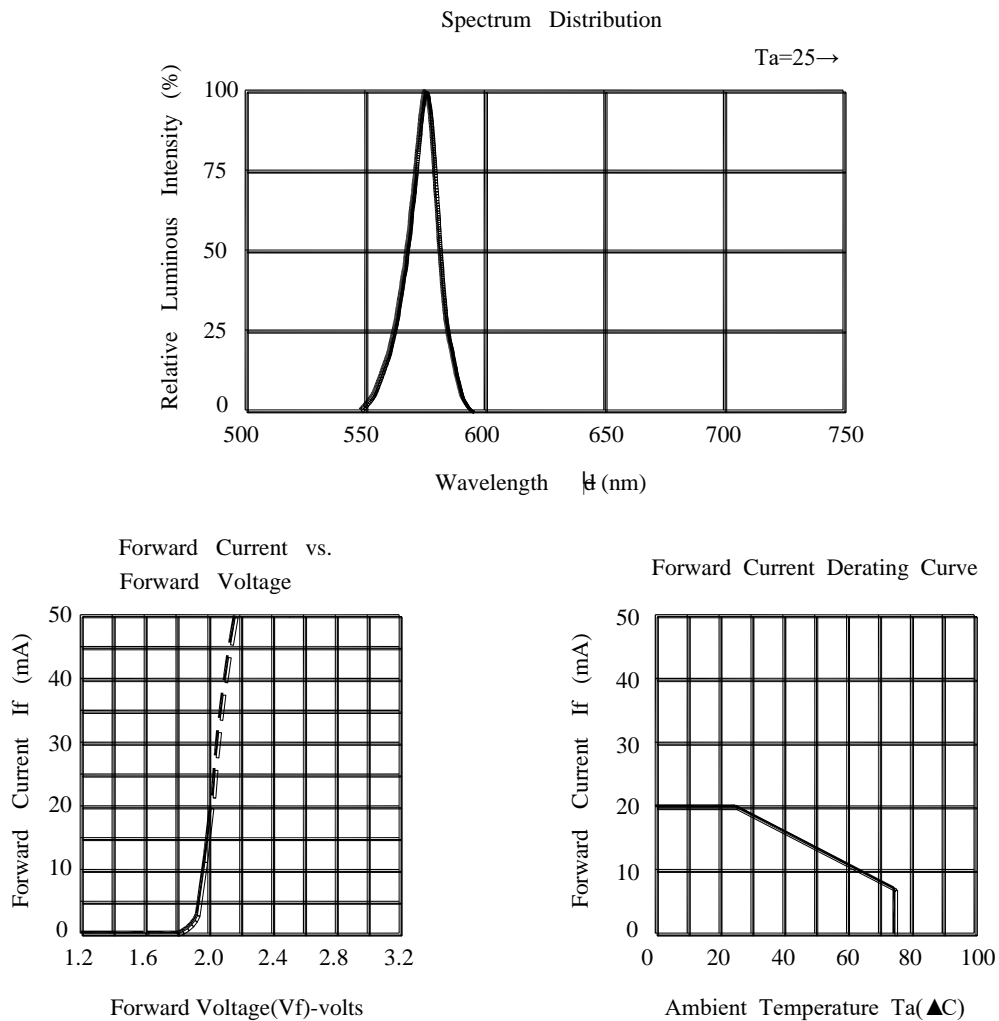 Spectrum Distribution
Ta=25→
Relative Luminous Intensity (%)
100
75
50
25
0
500 550 600 650 700 750
Wavelength d (nm)
Forward Current vs.
Forward Voltage
Forward Current If (mA)
50
40
30
20
10
0
1.2 1.6 2.0 2.4 2.8 3.2
Forward Voltage(Vf)-volts
Forward Current Derating Curve
Forward Current If (mA)
50
40
30
20
10
0
0 20 40 60 80 100
Ambient Temperature Ta(▲C)